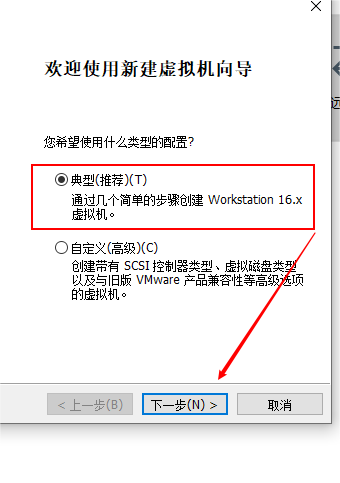 欢迎使用新建虚拟机向导
您希望使用什么类型的配置?
典型(推荐)(T)
通过几个简单的步骤创建 Workstation 16.x
虚拟机。
自定义(高级)(C)
创建带有 SCSI 控制器类型、虚拟磁盘类型
以及与旧版 VMware 产品兼容性等高级选项
的虚拟机。
< 上一步(B) 下一步(N) > 取消